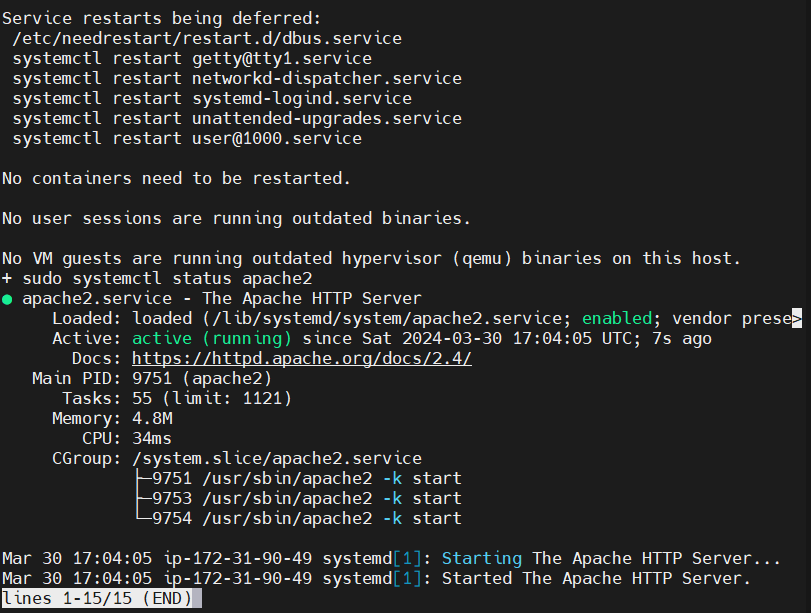 Service restarts being deferred:
 /etc/needrestart/restart.d/dbus.service
 systemctl restart getty@tty1.service
 systemctl restart networkd-dispatcher.service
 systemctl restart systemd-logind.service
 systemctl restart unattended-upgrades.service
 systemctl restart user@1000.service

No containers need to be restarted.

No user sessions are running outdated binaries.

No VM guests are running outdated hypervisor (qemu) binaries on this host.
+ sudo systemctl status apache2
● apache2.service - The Apache HTTP Server
     Loaded: loaded (/lib/systemd/system/apache2.service; enabled; vendor prese>
     Active: active (running) since Sat 2024-03-30 17:04:05 UTC; 7s ago
       Docs: https://httpd.apache.org/docs/2.4/
   Main PID: 9751 (apache2)
      Tasks: 55 (limit: 1121)
     Memory: 4.8M
        CPU: 34ms
     CGroup: /system.slice/apache2.service
             ├─9751 /usr/sbin/apache2 -k start
             ├─9753 /usr/sbin/apache2 -k start
             └─9754 /usr/sbin/apache2 -k start

Mar 30 17:04:05 ip-172-31-90-49 systemd[1]: Starting The Apache HTTP Server...
Mar 30 17:04:05 ip-172-31-90-49 systemd[1]: Started The Apache HTTP Server.
lines 1-15/15 (END)